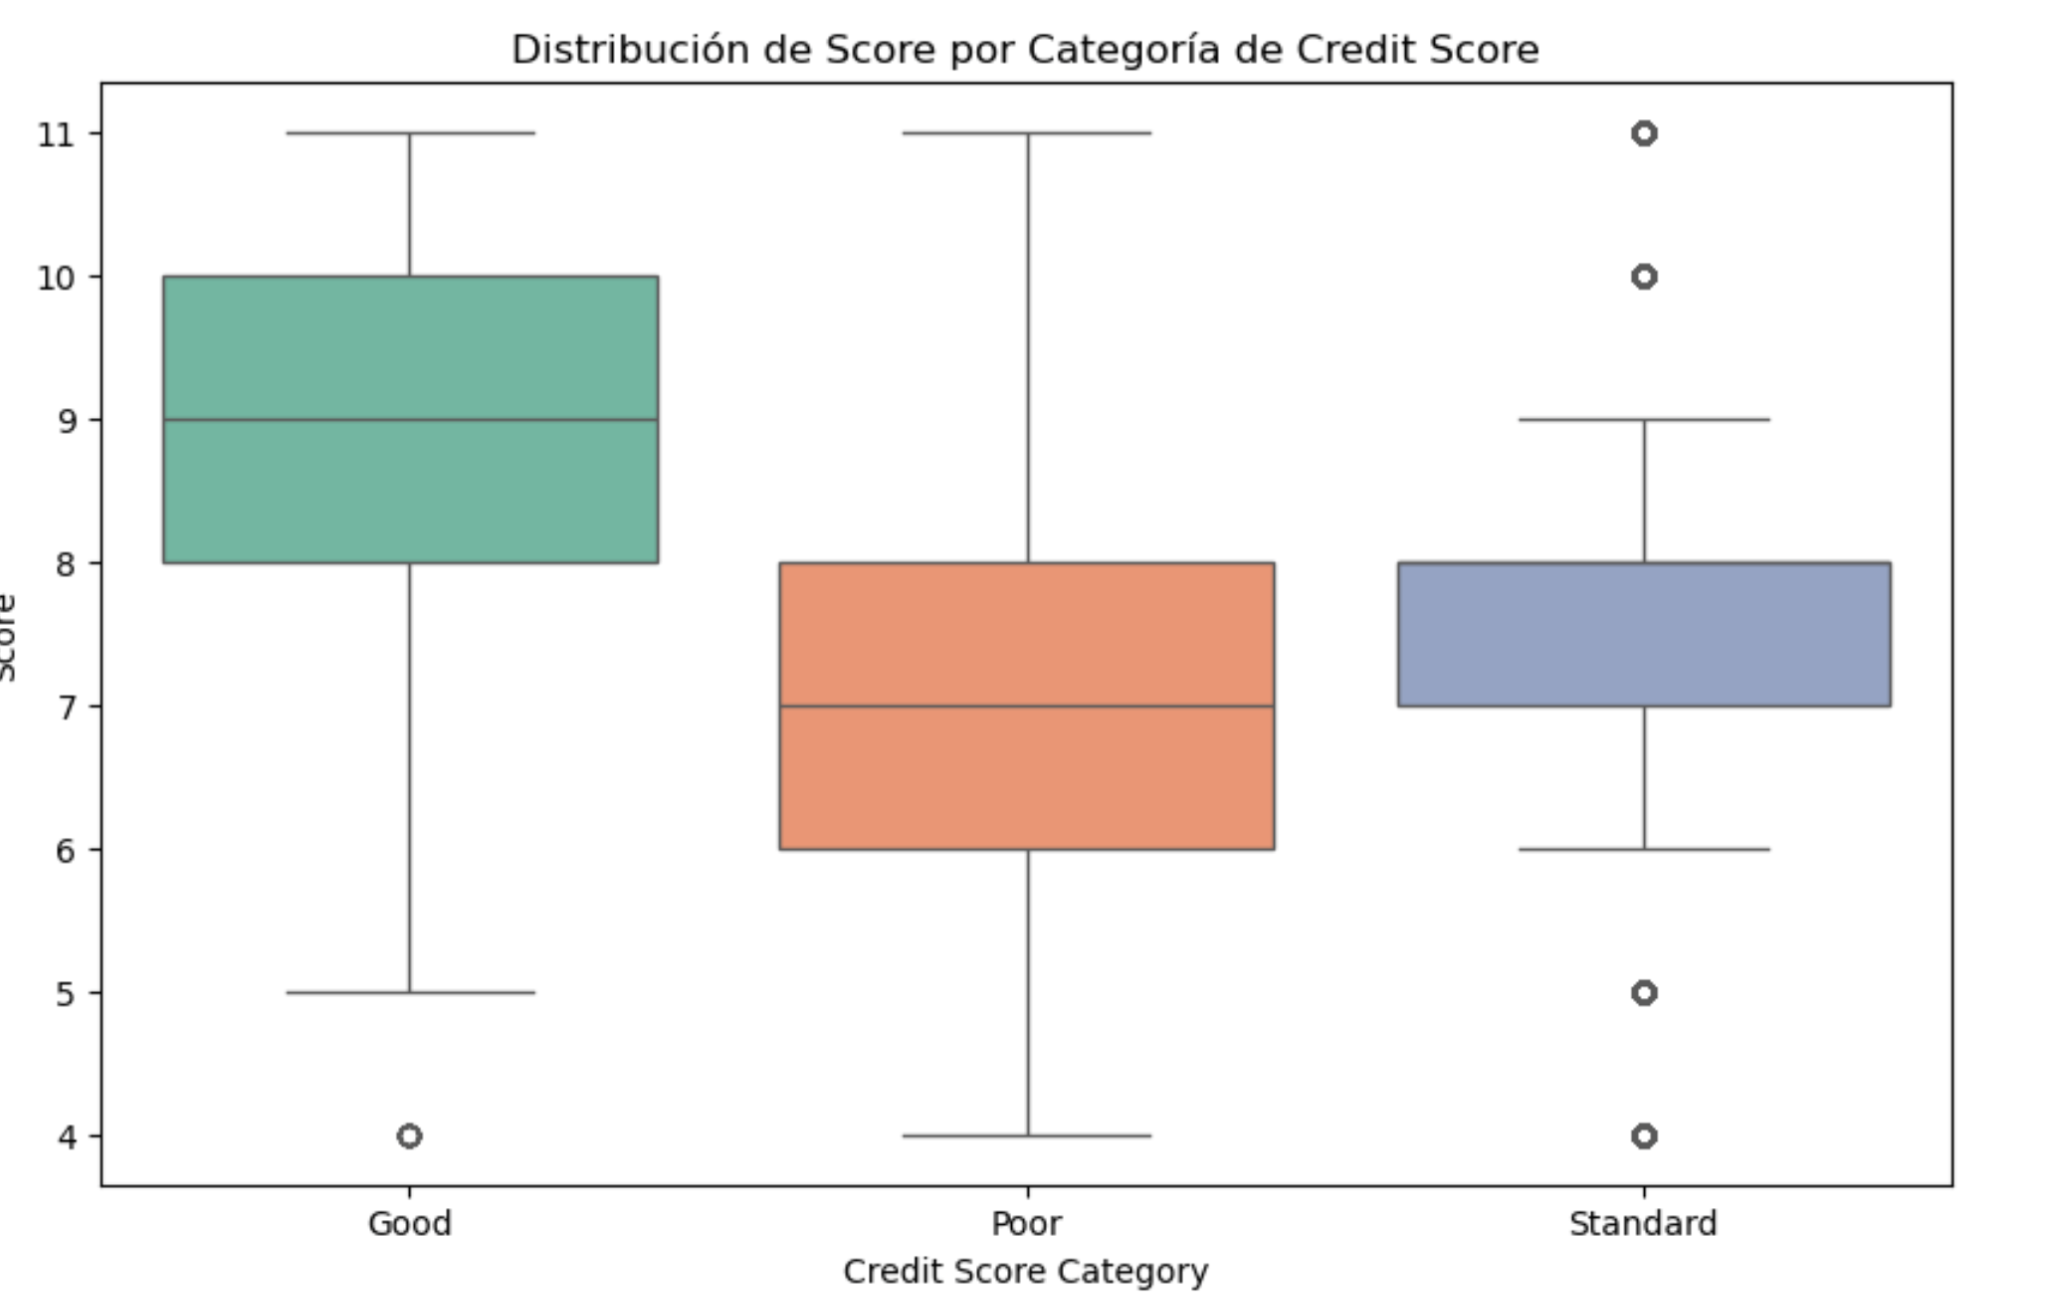 Distribución de Score por Categoría de Credit Score
11
10
9
8
7
6
5
4
Score
Good
Poor
Standard
Credit Score Category